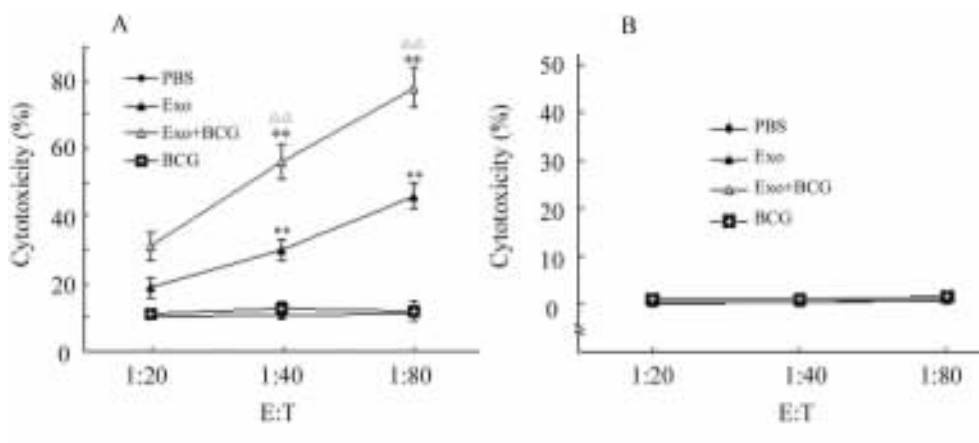 A
Cytotoxicity (%)
80
60
40
20
0
PBS
Exo
Exo+BCG
BCG
△△
**
△△
**
**
**
1:20
1:40
1:80
E:T
B
Cytotoxicity (%)
50
40
30
20
10
0
PBS
Exo
Exo+BCG
BCG
1:20
1:40
1:80
E:T